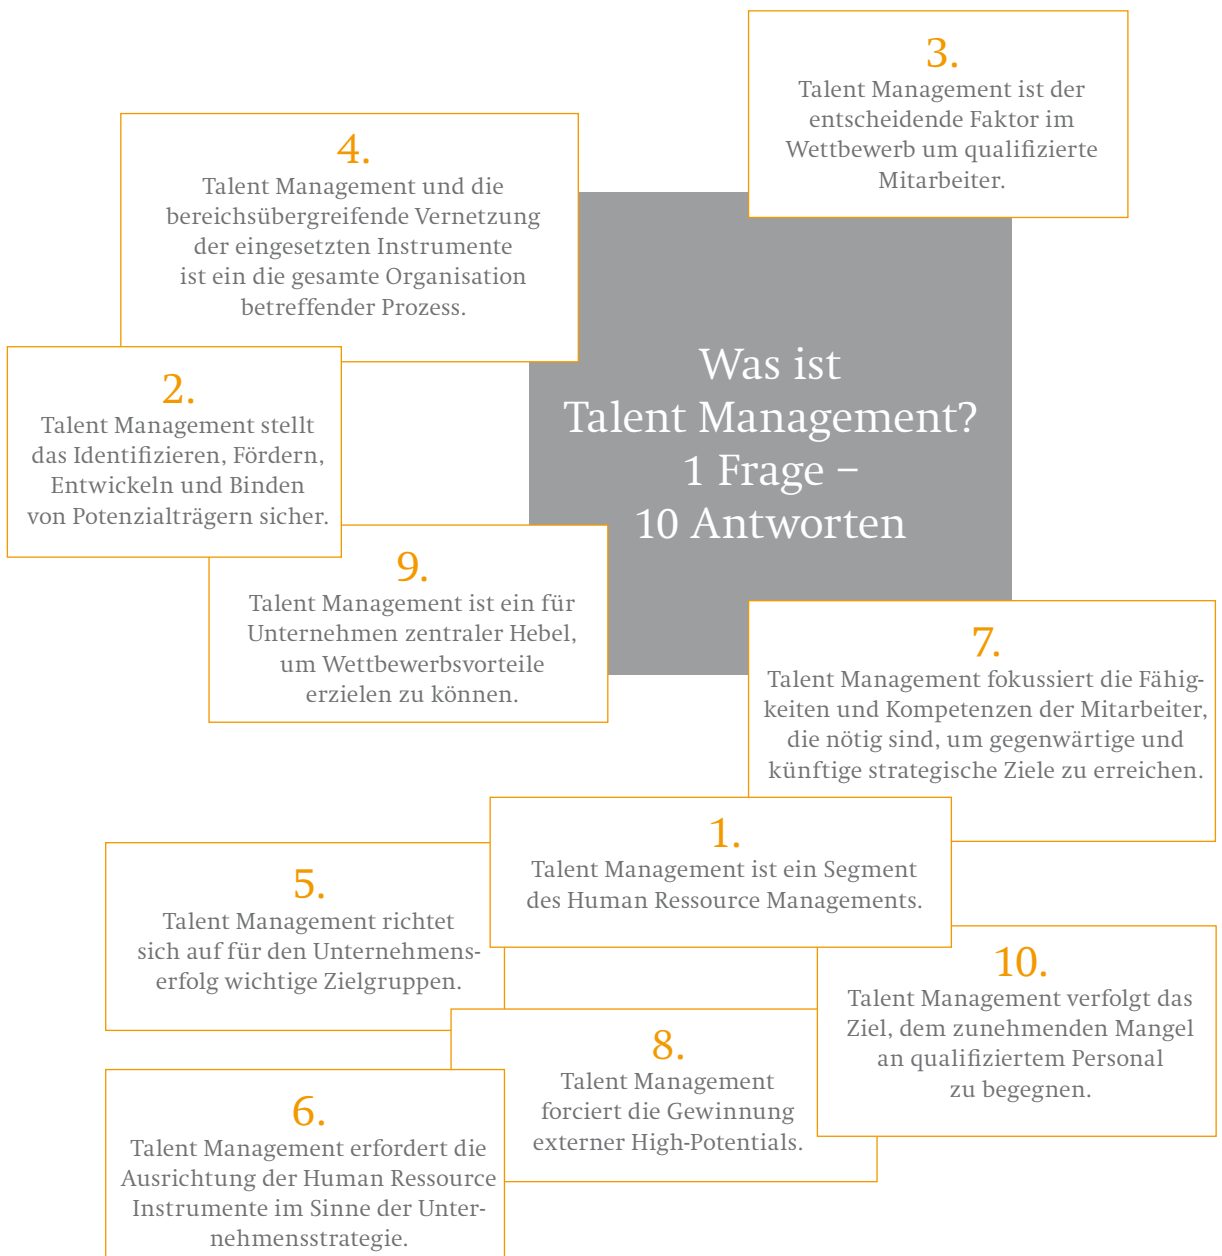 3.
Talent Management ist der
entscheidende Faktor im
Wettbewerb um qualifizierte
Mitarbeiter.
4.
Talent Management und die
bereichsübergreifende Vernetzung
der eingesetzten Instrumente
ist ein die gesamte Organisation
betreffender Prozess.
Was ist
Talent Management?
1 Frage –
10 Antworten
2.
Talent Management stellt
das Identifizieren, Fördern,
Entwickeln und Binden
von Potenzialträgern sicher.
9.
Talent Management ist ein für
Unternehmen zentraler Hebel,
um Wettbewerbsvorteile
erzielen zu können.
7.
Talent Management fokussiert die Fähig-
keiten und Kompetenzen der Mitarbeiter,
die nötig sind, um gegenwärtige und
künftige strategische Ziele zu erreichen.
1.
Talent Management ist ein Segment
des Human Ressource Managements.
5.
Talent Management richtet
sich auf für den Unternehmens-
erfolg wichtige Zielgruppen.
10.
Talent Management verfolgt das
Ziel, dem zunehmenden Mangel
an qualifiziertem Personal
zu begegnen.
8.
Talent Management
forciert die Gewinnung
externer High-Potentials.
6.
Talent Management erfordert die
Ausrichtung der Human Ressource
Instrumente im Sinne der Unter-
nehmensstrategie.